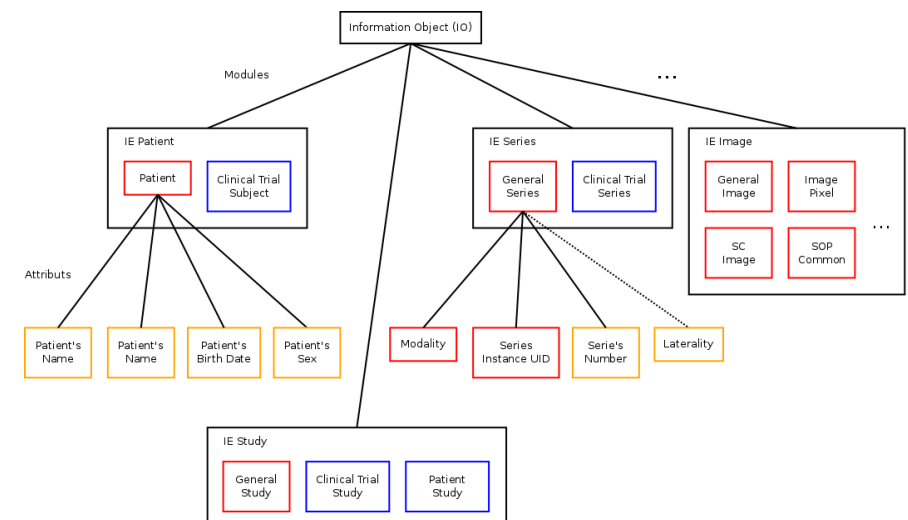 Information Object (IO)
Modules
...
IE Patient
Patient
Clinical Trial
Subject
IE Series
General
Series
Clinical Trial
Series
IE Image
General
Image
Image
Pixel
SC
Image
SOP
Common
...
Attributs
Patient's
Name
Patient's
Name
Patient's
Birth Date
Patient's
Sex
Modality
Series
Instance UID
Serie's
Number
Laterality
IE Study
General
Study
Clinical Trial
Study
Patient
Study